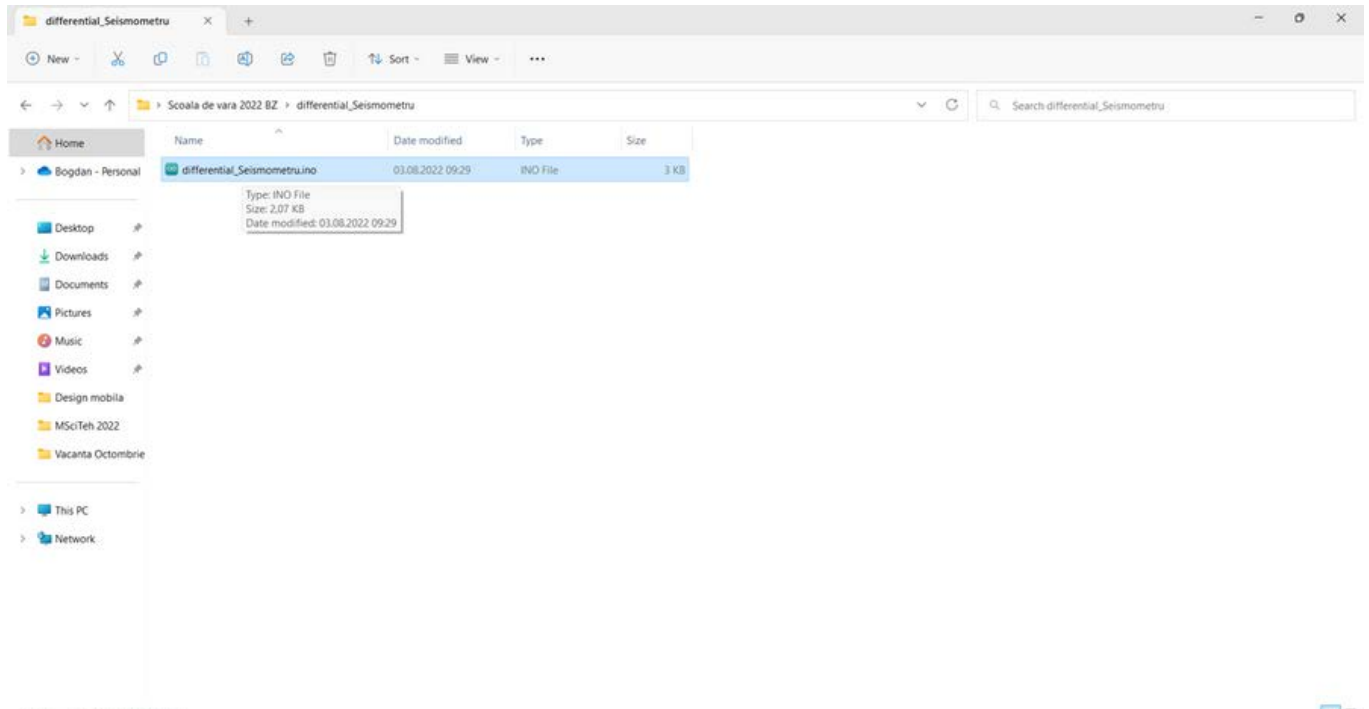 differential_Seismometru
New
Sort
View
Scoala de vara 2022 BZ > differential_Seismometru
Search differential_Seismometru
Home
Bogdan - Personal
Desktop
Downloads
Documents
Pictures
Music
Videos
Design mobila
MSciTeh 2022
Vacanta Octombrie
This PC
Network
Name Date modified Type Size
differential_Seismometru.ino 03.08.2022 09:29 INO File 3 KB
Type: INO File
Size: 2,07 KB
Date modified: 03.08.2022 09:29